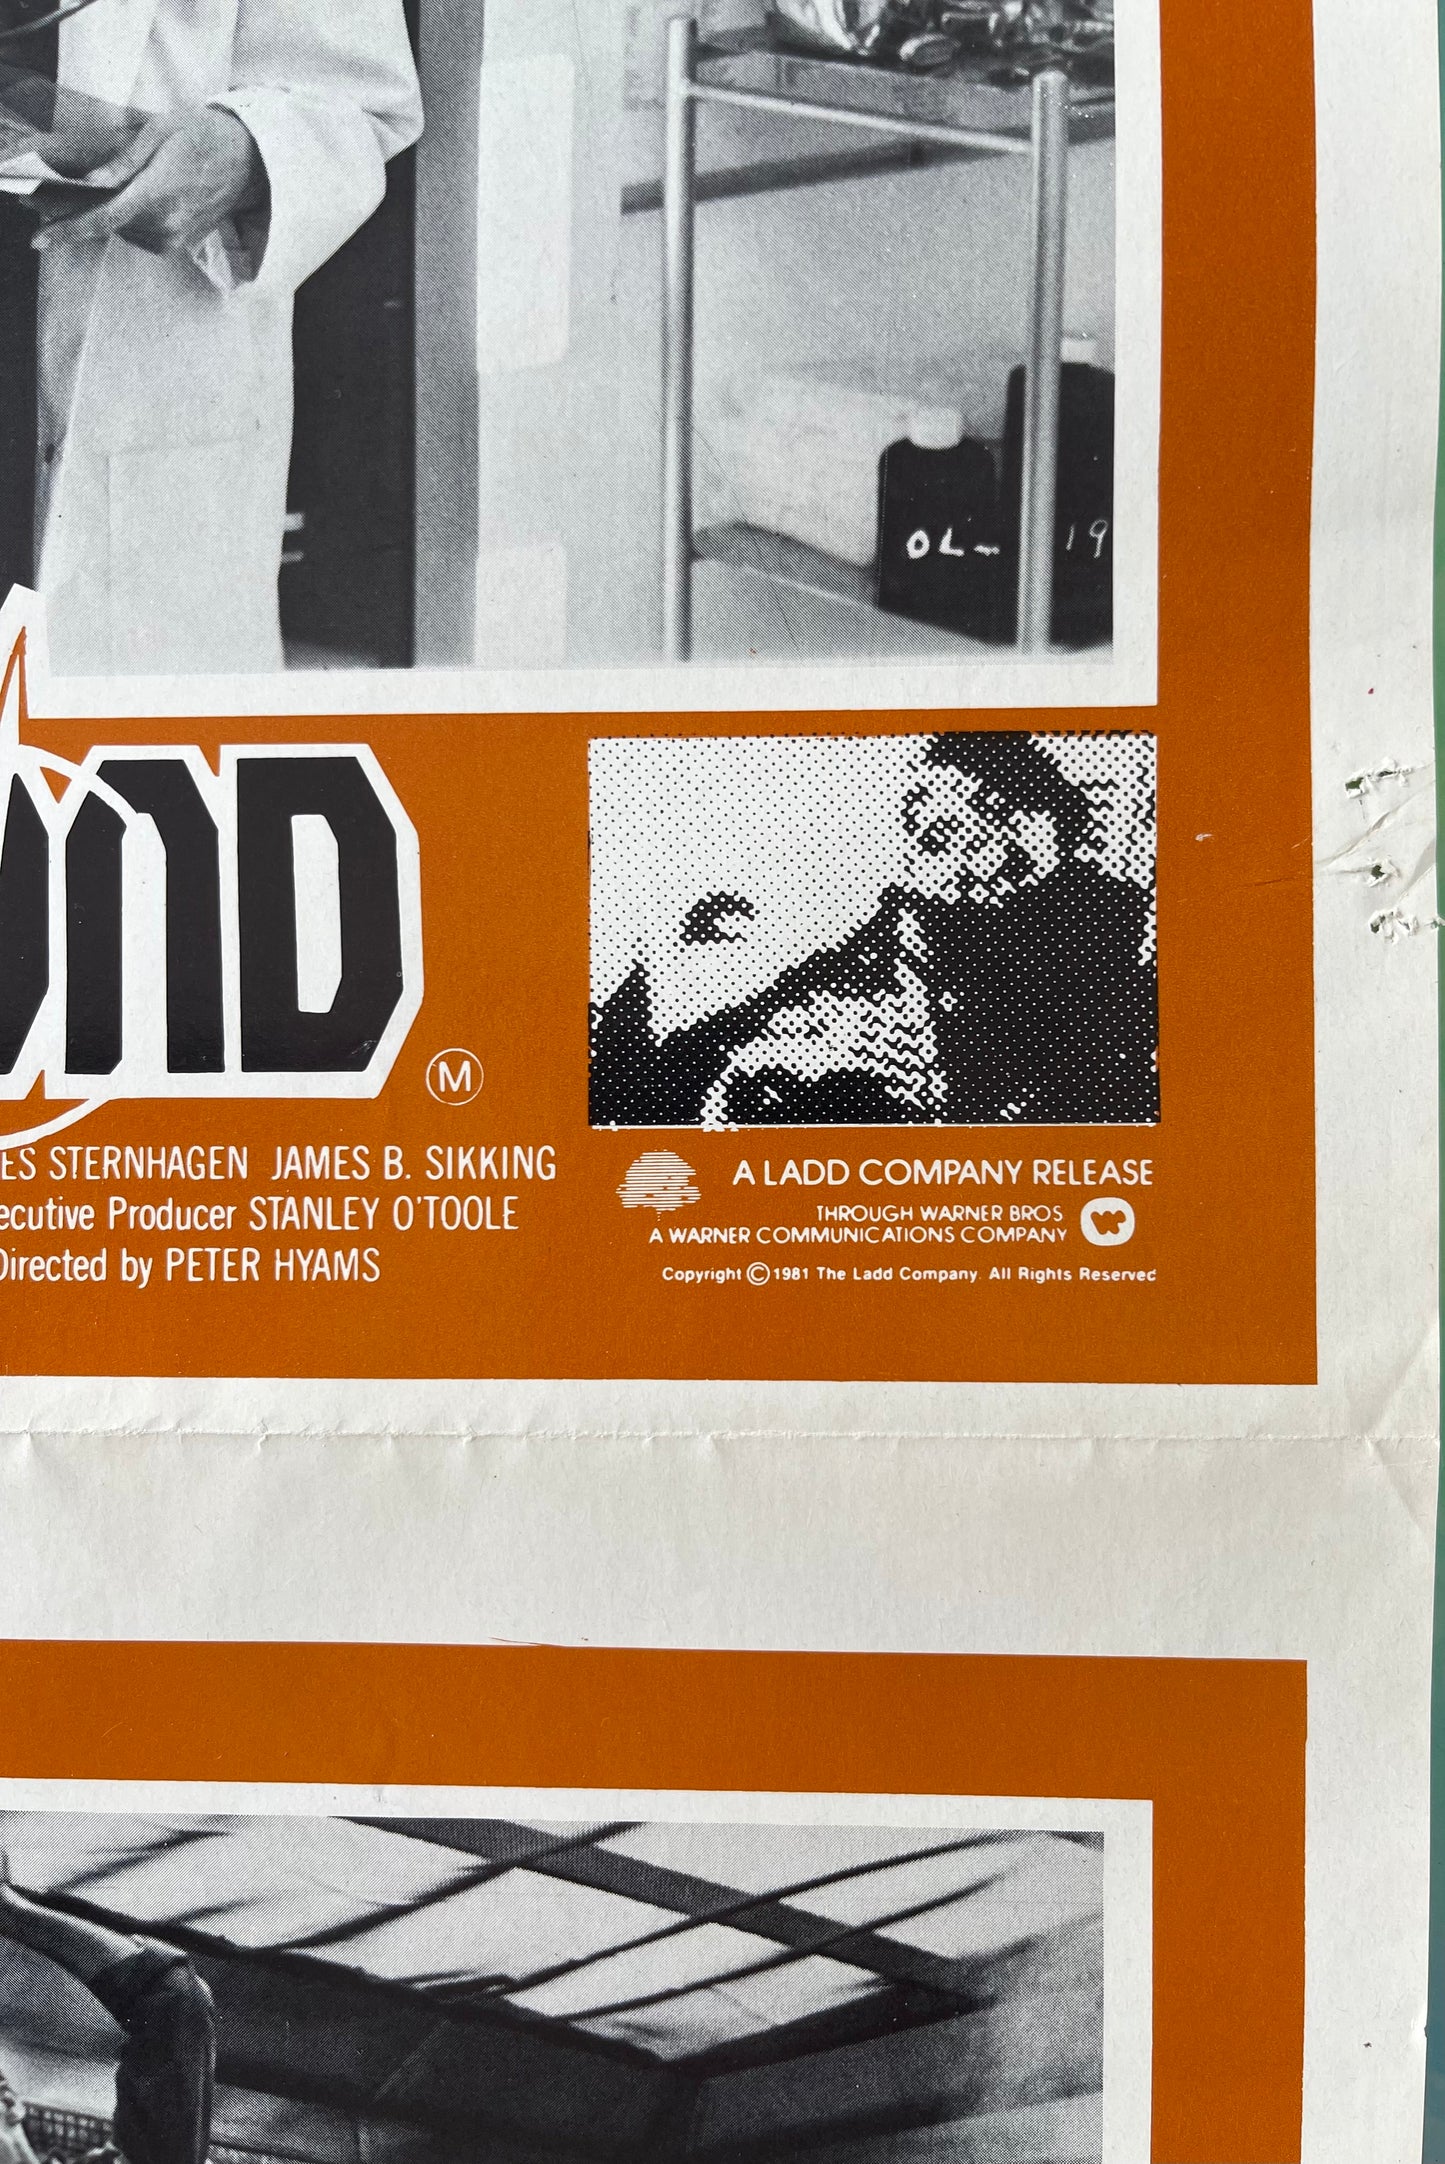 OL- 19
UND
M
ES STERNHAGEN JAMES B. SIKKING
ecutive Producer STANLEY O'TOOLE
Directed by PETER HYAMS
A LADD COMPANY RELEASE
THROUGH WARNER BROS
A WARNER COMMUNICATIONS COMPANY
Copyright © 1981 The Ladd Company. All Rights Reserved